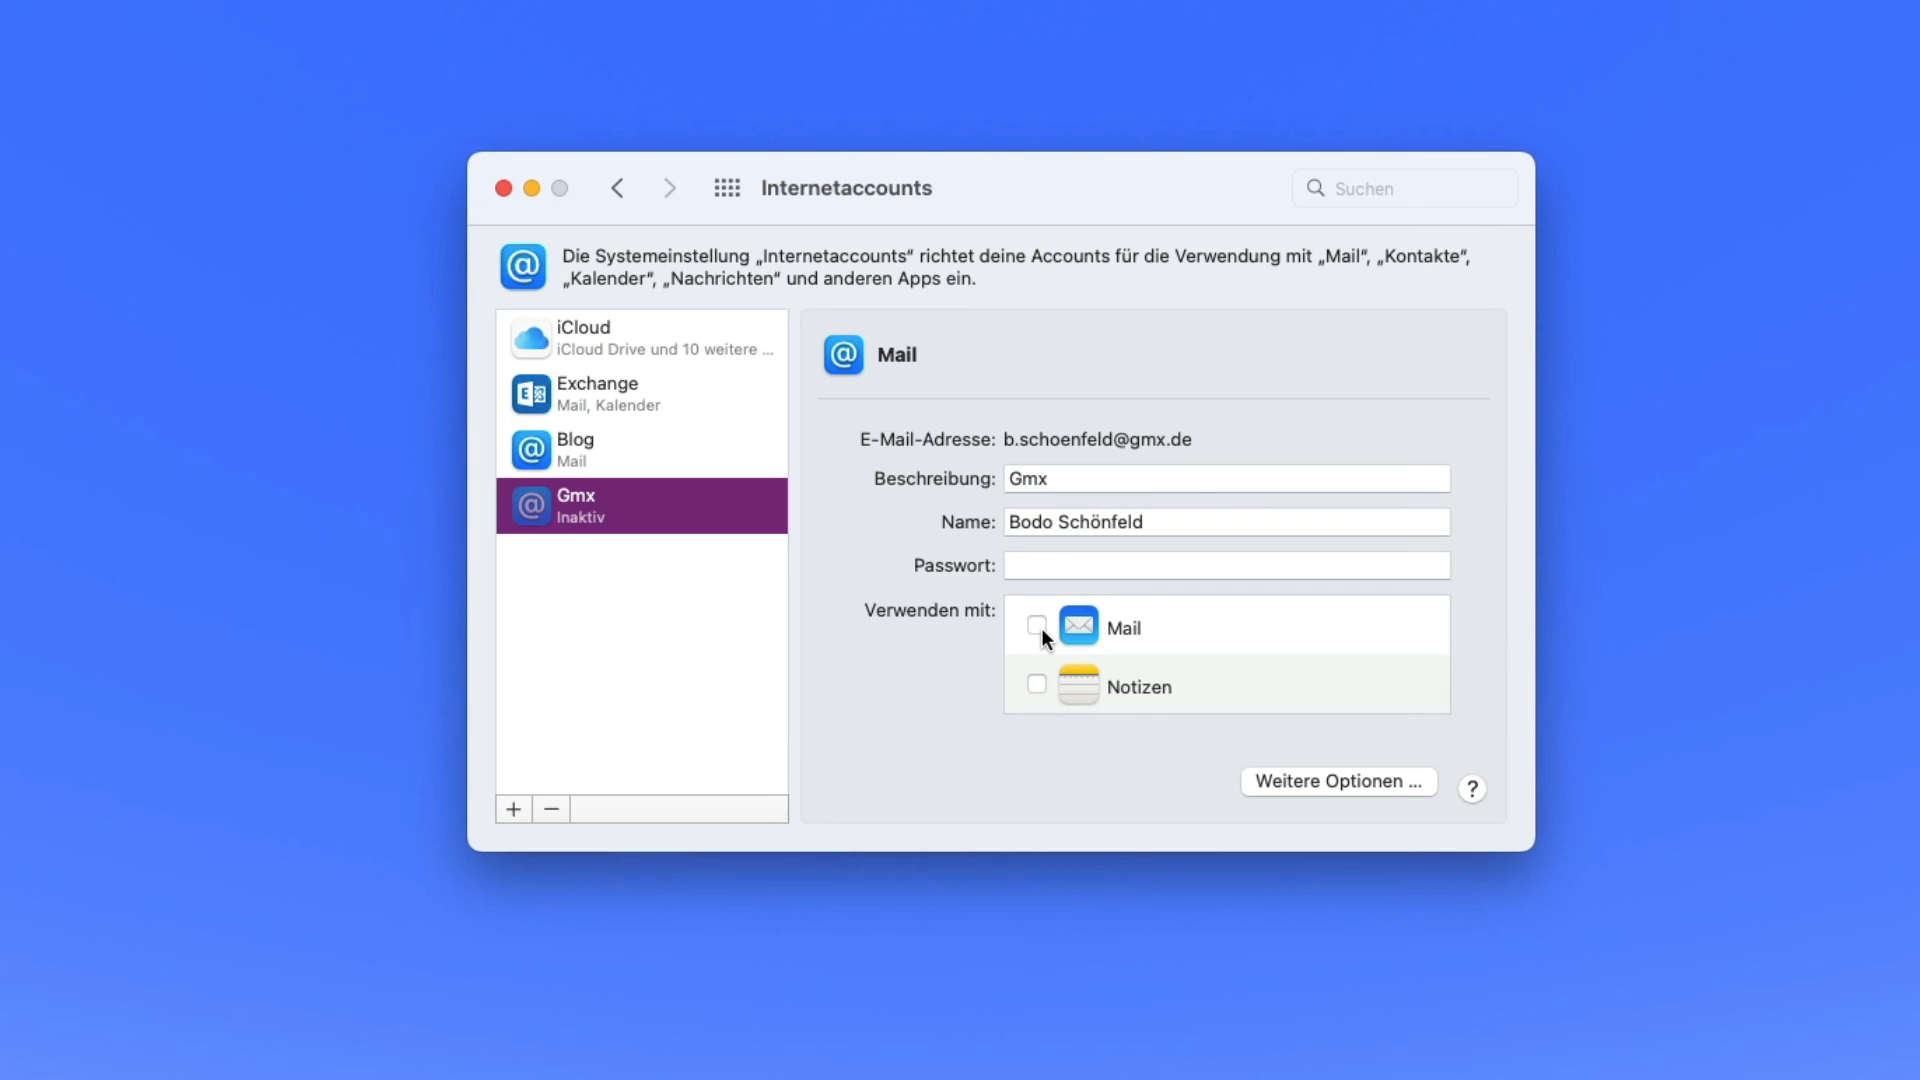 Internetaccounts
Suchen
Die Systemeinstellung „Internetaccounts“ richtet deine Accounts für die Verwendung mit „Mail“, „Kontakte“,
„Kalender“, „Nachrichten“ und anderen Apps ein.
iCloud
iCloud Drive und 10 weitere ...
Exchange
Mail, Kalender
Blog
Mail
Gmx
Inaktiv
Mail
E-Mail-Adresse: b.schoenfeld@gmx.de
Beschreibung: Gmx
Name: Bodo Schönfeld
Passwort:
Verwenden mit:
Mail
Notizen
Weitere Optionen ...
?